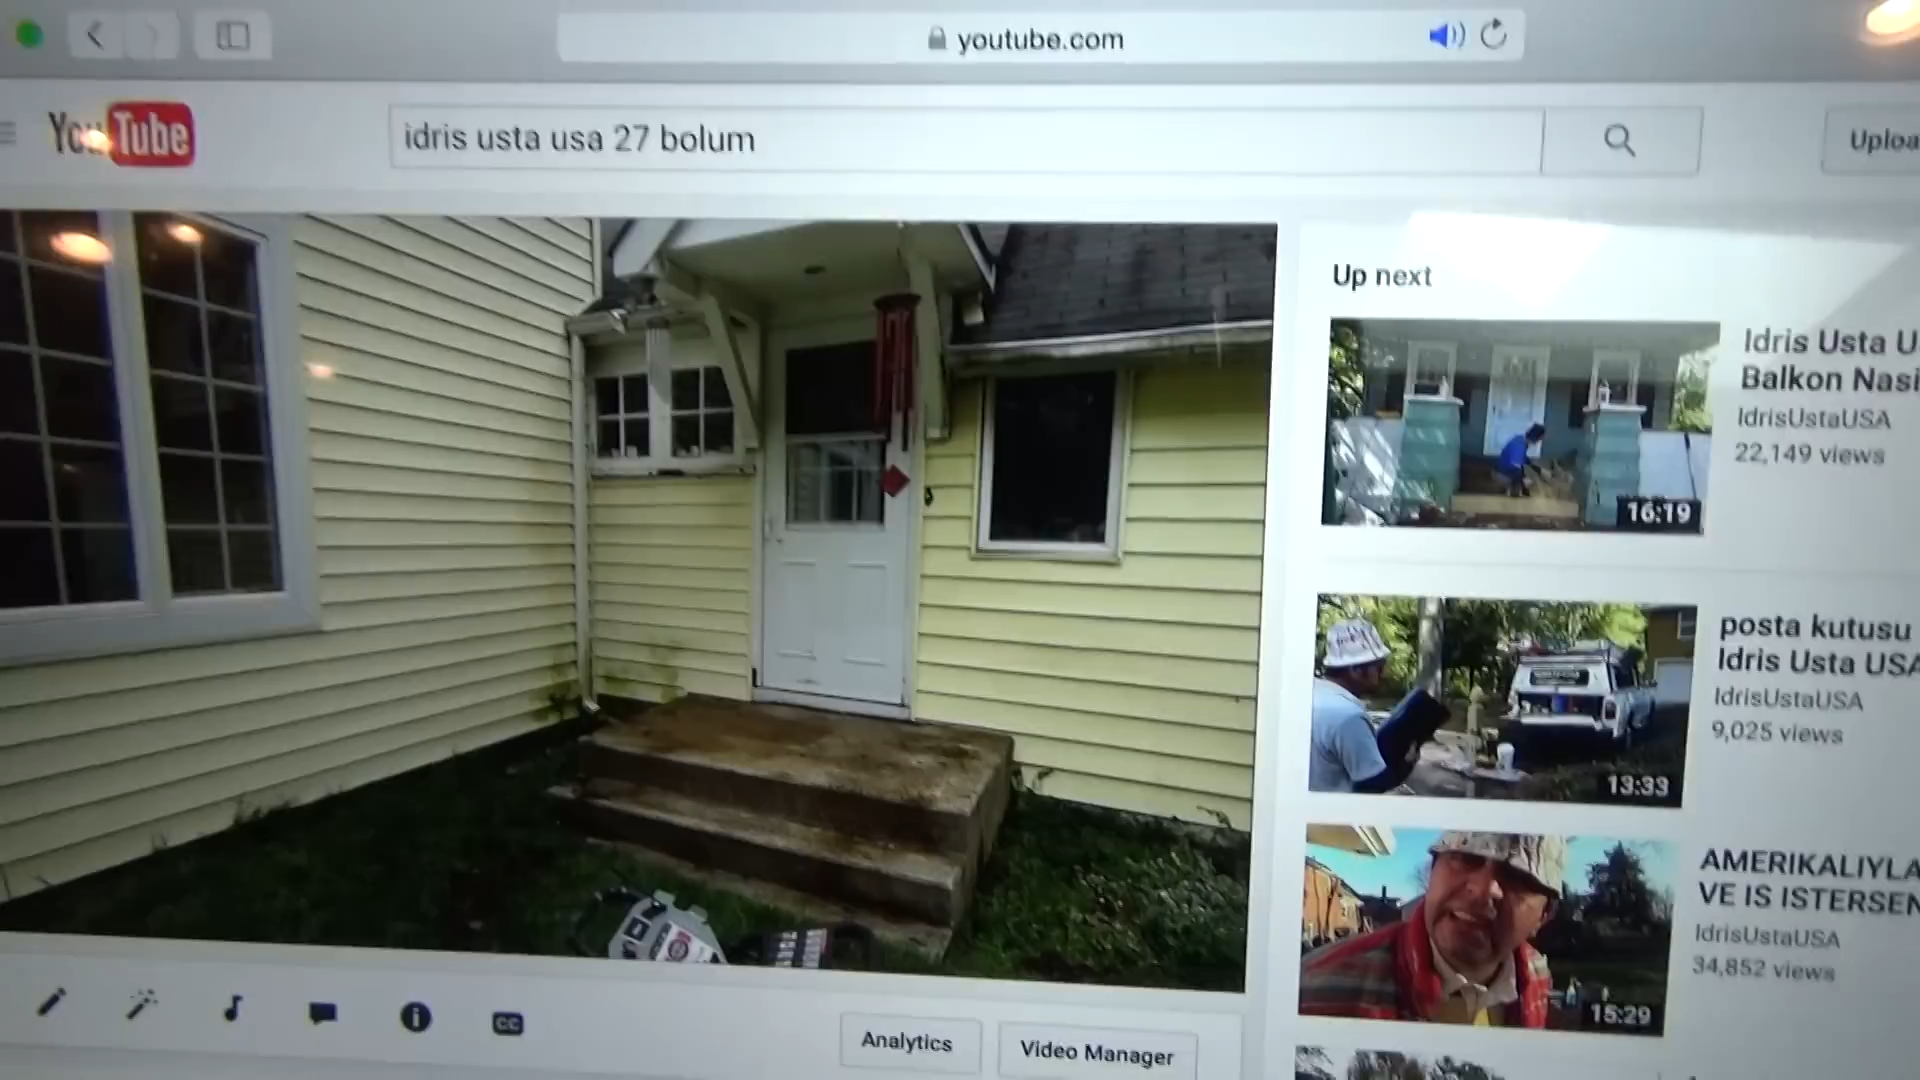 youtube.com
YouTube
idris usta usa 27 bolum
Uploa
Up next
Idris Usta U
Balkon Nasi
IdrisUstaUSA
22,149 views
16:19
posta kutusu
Idris Usta USA
IdrisUstaUSA
9,025 views
13:33
AMERIKALIYLA
VE IS ISTERSEN
IdrisUstaUSA
34,852 views
15:29
CC
Analytics
Video Manager